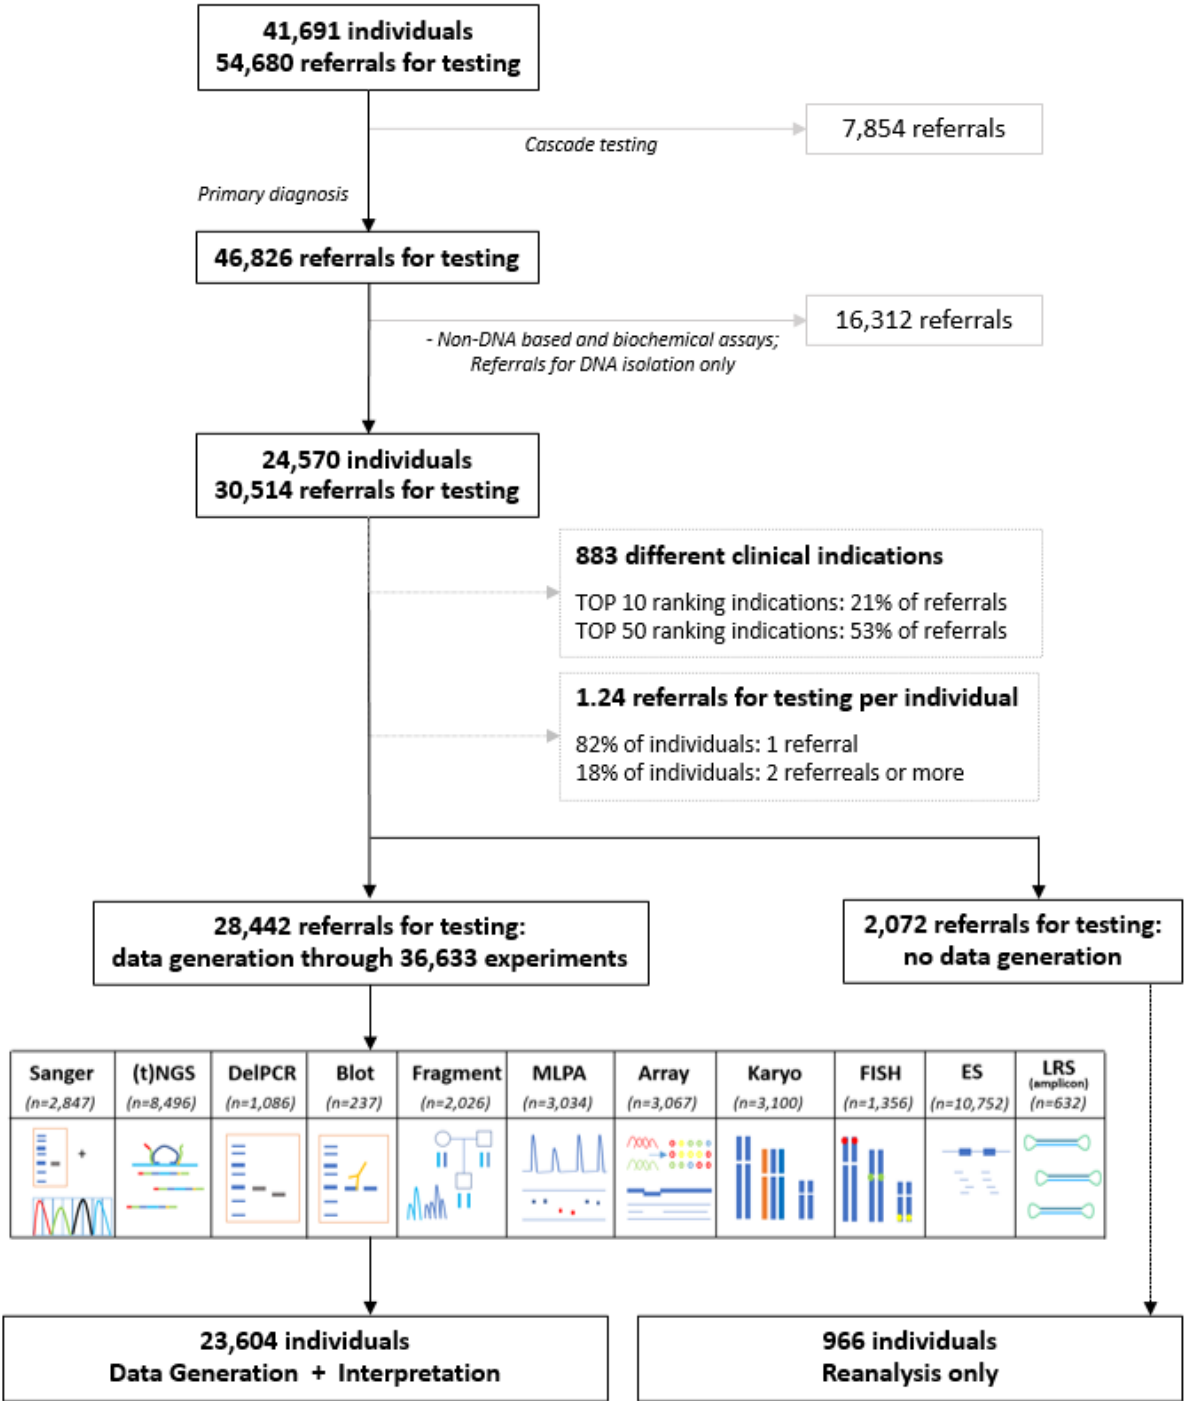 41,691 individuals
54,680 referrals for testing
7,854 referrals
Cascade testing
Primary diagnosis
46,826 referrals for testing
16,312 referrals
- Non-DNA based and biochemical assays;
Referrals for DNA isolation only
24,570 individuals
30,514 referrals for testing
883 different clinical indications
TOP 10 ranking indications: 21% of referrals
TOP 50 ranking indications: 53% of referrals
1.24 referrals for testing per individual
82% of individuals: 1 referral
18% of individuals: 2 referreals or more
28,442 referrals for testing:
data generation through 36,633 experiments
2,072 referrals for testing:
no data generation
Sanger
(n=2,847)
(t)NGS
(n=8,496)
DelPCR
(n=1,086)
Blot
(n=237)
Fragment
(n=2,026)
MLPA
(n=3,034)
Array
(n=3,067)
Karyo
(n=3,100)
FISH
(n=1,356)
ES
(n=10,752)
LRS
(amplicon)
(n=632)
+
23,604 individuals
Data Generation + Interpretation
966 individuals
Reanalysis only